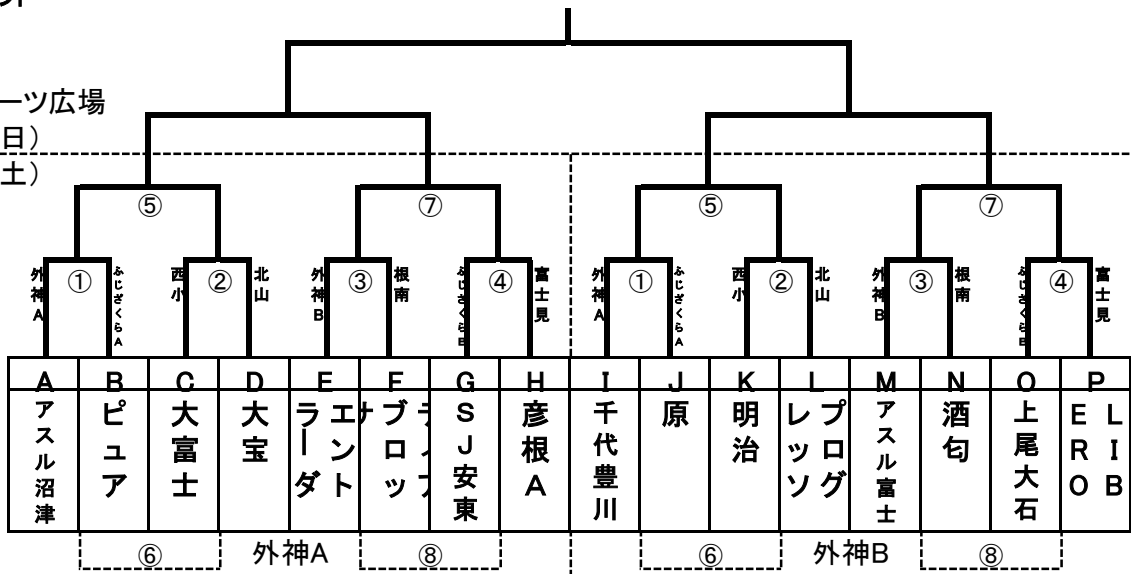 ーツ広場
日）
土）
⑤ ⑦ ⑤ ⑦
外神A ① ふじざくらA 西小 ② 北山 外神B ③ 根南 ふじざくらB ④ 富士見 外神A ① ふじざくらA 西小 ② 北山 外神B ③ 根南 ふじざくらB ④ 富士見
A B C D E F G H I J K L M N O P
アスル沼津
ピュア
大富士
大宝
エント
ラーダ
ブロッ
SJ安東
彦根A
千代豊川
原
明治
プログ
レッソ
アスル富士
酒匂
上尾大石
LIB
ERO
⑥ 外神A ⑧ ⑥ 外神B ⑧